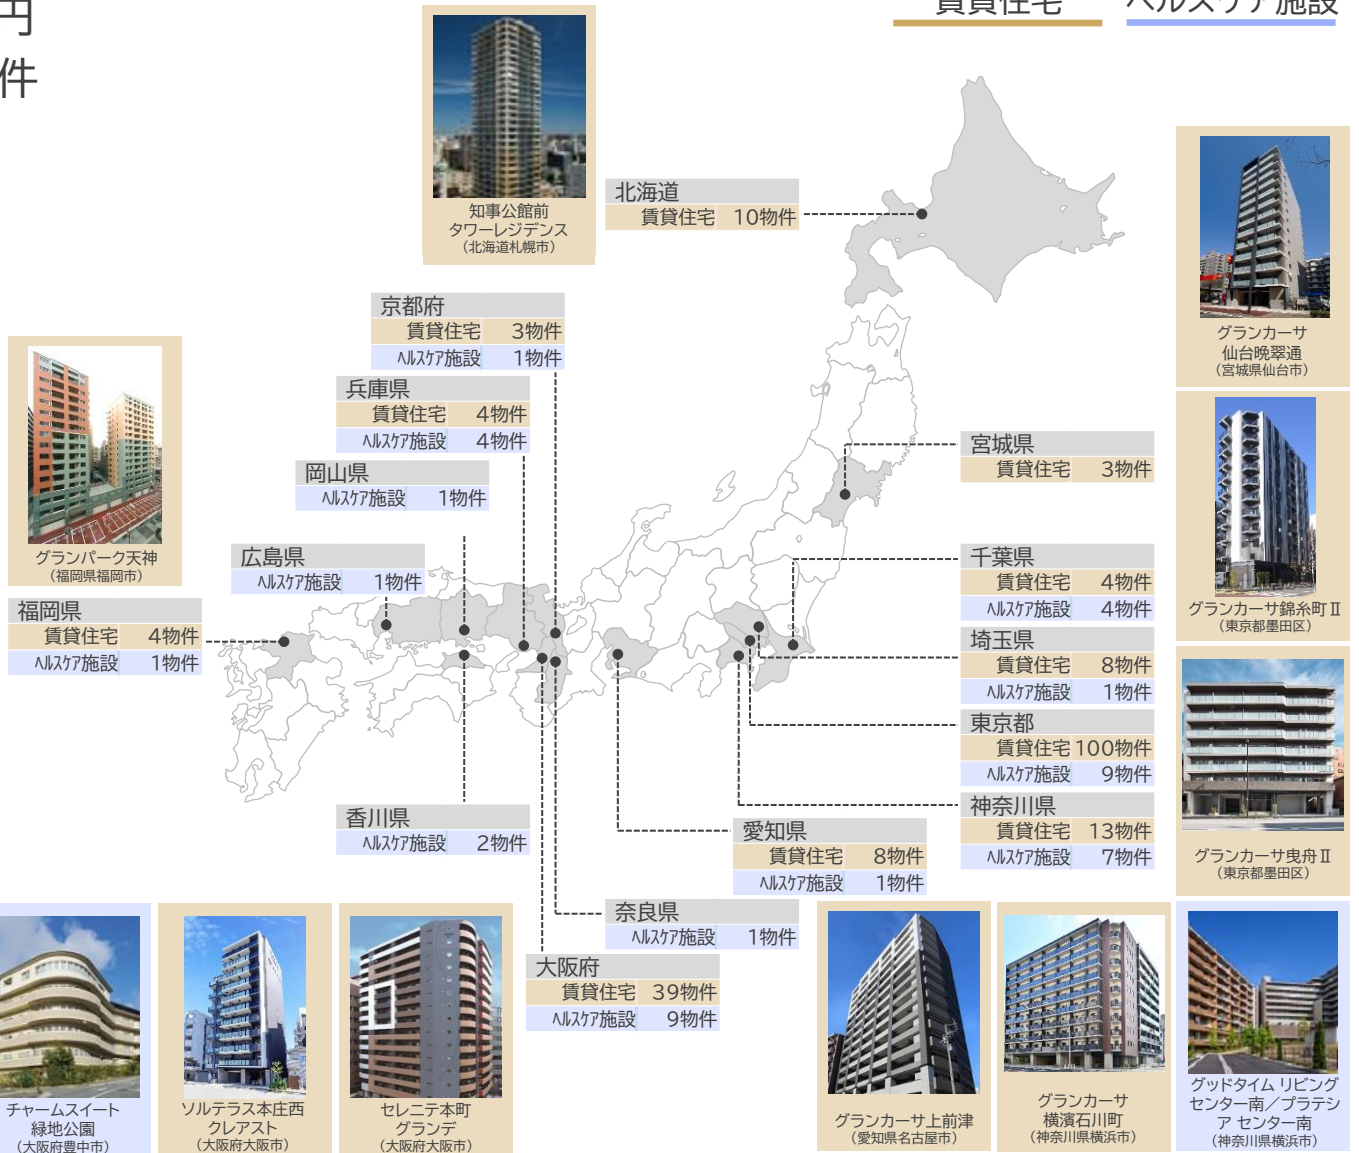 円
件
賃貸住宅
ヘルスケア施設
知事公館前
タワーレジデンス
(北海道札幌市)
北海道
賃貸住宅 10物件
グランカーサ
仙台晩翠通
(宮城県仙台市)
京都府
賃貸住宅 3物件
ヘルスケア施設 1物件
兵庫県
賃貸住宅 4物件
ヘルスケア施設 4物件
岡山県
ヘルスケア施設 1物件
広島県
ヘルスケア施設 1物件
グランパーク天神
(福岡県福岡市)
福岡県
賃貸住宅 4物件
ヘルスケア施設 1物件
宮城県
賃貸住宅 3物件
千葉県
賃貸住宅 4物件
ヘルスケア施設 4物件
埼玉県
賃貸住宅 8物件
ヘルスケア施設 1物件
東京都
賃貸住宅 100物件
ヘルスケア施設 9物件
神奈川県
賃貸住宅 13物件
ヘルスケア施設 7物件
グランカーサ錦糸町Ⅱ
(東京都墨田区)
グランカーサ曳舟Ⅱ
(東京都墨田区)
香川県
ヘルスケア施設 2物件
愛知県
賃貸住宅 8物件
ヘルスケア施設 1物件
奈良県
ヘルスケア施設 1物件
大阪府
賃貸住宅 39物件
ヘルスケア施設 9物件
チャームスイート
緑地公園
(大阪府豊中市)
ソルテラス本庄西
クレアスト
(大阪府大阪市)
セレニテ本町
グランデ
(大阪府大阪市)
グランカーサ上前津
(愛知県名古屋市)
グランカーサ
横濱石川町
(神奈川県横浜市)
グッドタイム リビング
センター南／プラテシ
ア センター南
(神奈川県横浜市)